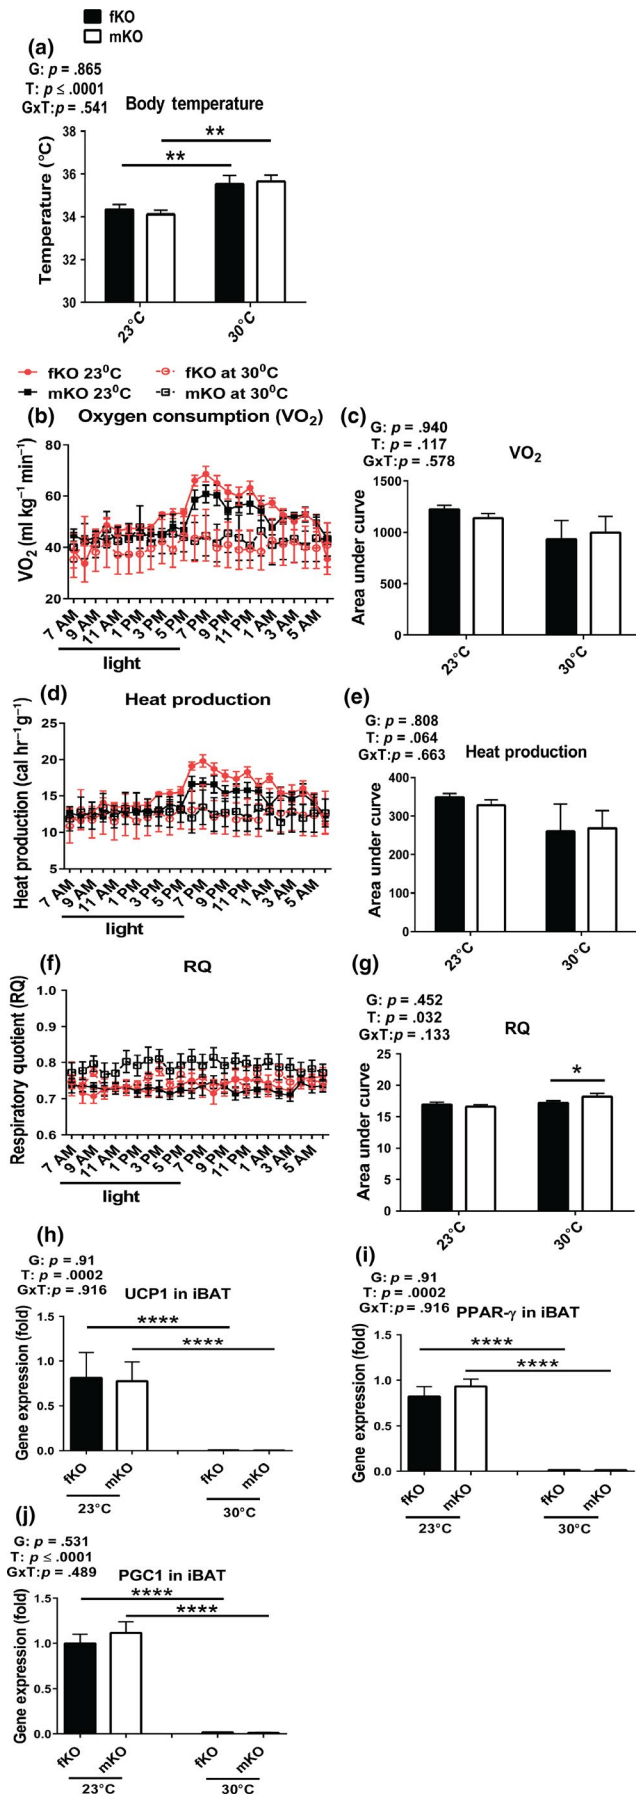 fKO
mKO
(a)
G: p = .865
T: p ≤ .0001
GxT:p = .541
Body temperature
**
**
Temperature (°C)
38
36
34
32
30
23°C
30°C
fKO 23⁰C
fKO at 30⁰C
mKO 23⁰C
mKO at 30⁰C
(b)
Oxygen consumption (VO₂)
VO₂ (ml kg⁻¹ min⁻¹)
80
60
40
20
7 AM
9 AM
11 AM
1 PM
3 PM
5 PM
7 PM
9 PM
11 PM
1 AM
3 AM
5 AM
light
(c)
G: p = .940
T: p = .117
GxT:p = .578
VO₂
Area under curve
1500
1000
500
0
23°C
30°C
(d)
Heat production
Heat production (cal hr⁻¹g⁻¹)
25
20
15
10
5
7 AM
9 AM
11 AM
1 PM
3 PM
5 PM
7 PM
9 PM
11 PM
1 AM
3 AM
5 AM
light
(e)
G: p = .808
T: p = .064
GxT:p = .663
Heat production
Area under curve
400
300
200
100
0
23°C
30°C
(f)
RQ
Respiratory quotient (RQ)
1.0
0.9
0.8
0.7
0.6
7 AM
9 AM
11 AM
1 PM
3 PM
5 PM
7 PM
9 PM
11 PM
1 AM
3 AM
5 AM
light
(g)
G: p = .452
T: p = .032
GxT:p = .133
RQ
*
Area under curve
25
20
15
10
5
0
23°C
30°C
(h)
G: p = .91
T: p = .0002
GxT:p = .916
UCP1 in iBAT
****
****
Gene expression (fold)
1.5
1.0
0.5
0.0
fKO
mKO
fKO
mKO
23°C
30°C
(i)
G: p = .91
T: p = .0002
GxT:p = .916
PPAR-γ in iBAT
****
****
Gene expression (fold)
1.5
1.0
0.5
0.0
fKO
mKO
fKO
mKO
23°C
30°C
(j)
G: p = .531
T: p ≤ .0001
GxT:p = .489
PGC1 in iBAT
****
****
Gene expression (fold)
1.5
1.0
0.5
0.0
fKO
mKO
fKO
mKO
23°C
30°C